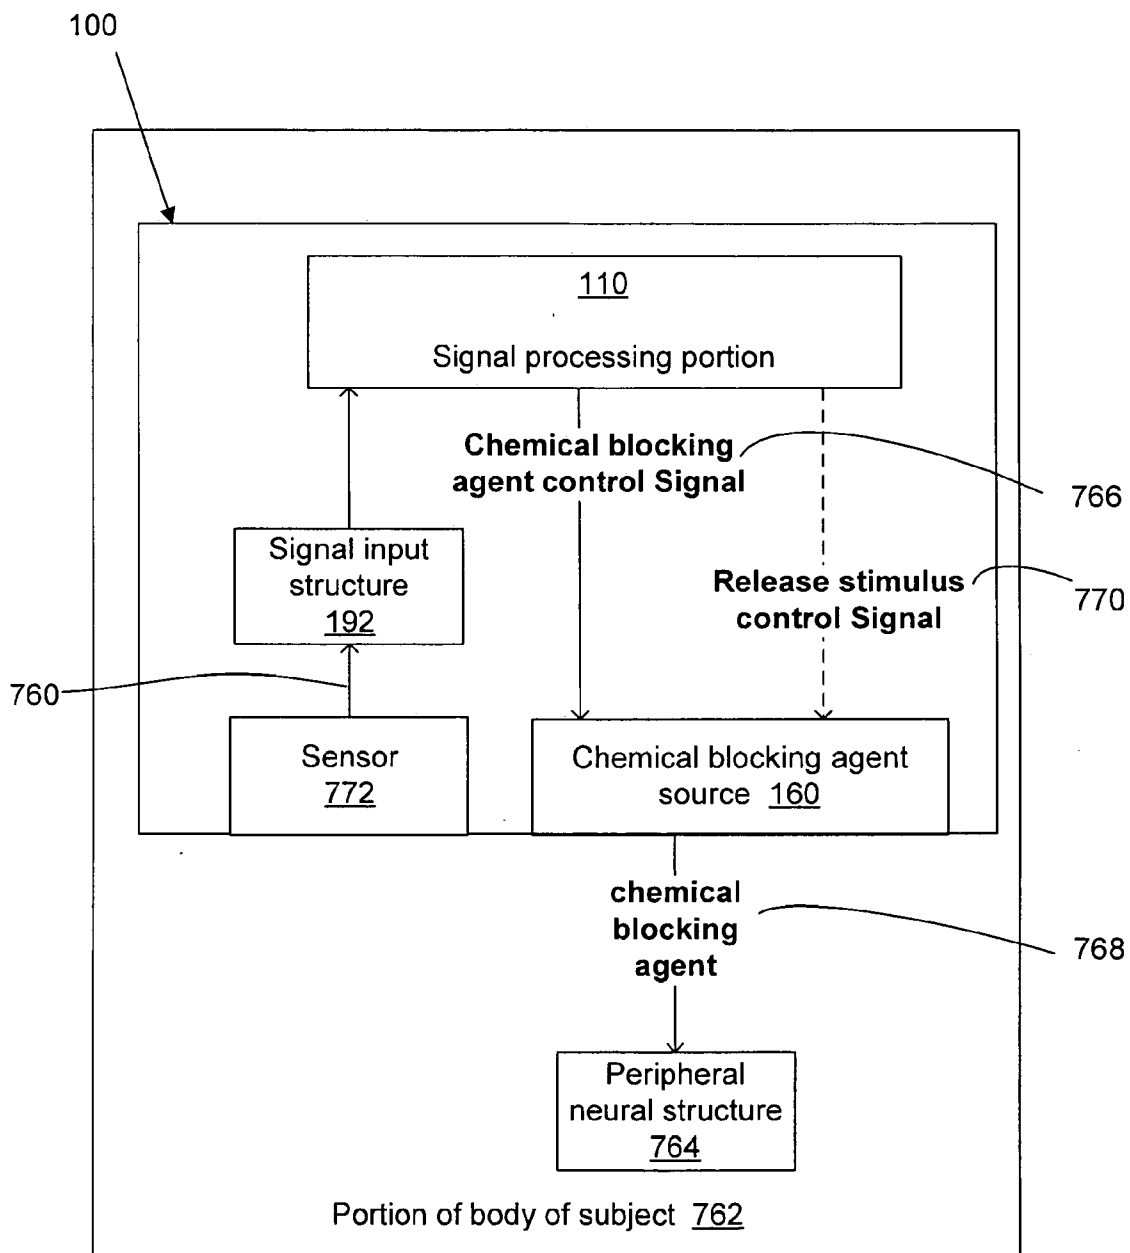 100
110
Signal processing portion
Chemical blocking
agent control Signal
766
Signal input
structure
192
Release stimulus
control Signal
770
760
Sensor
772
Chemical blocking agent
source 160
chemical
blocking
agent
768
Peripheral
neural structure
764
Portion of body of subject 762